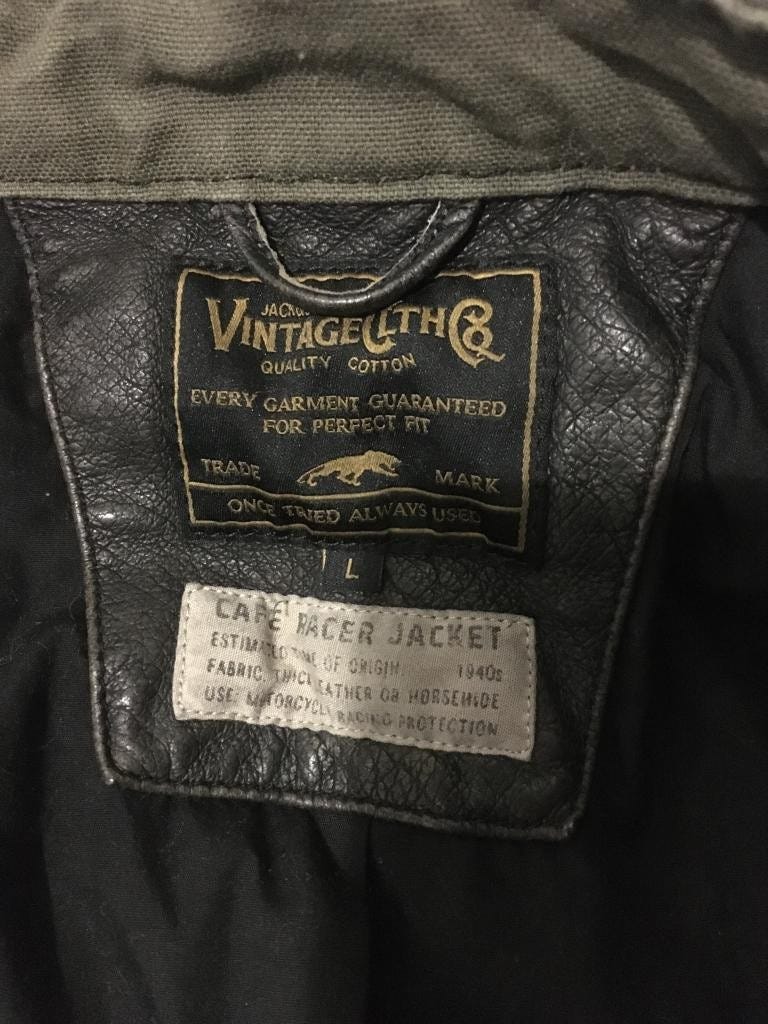 VINTAGE CLTH CO
QUALITY COTTON
EVERY GARMENT GUARANTEED
FOR PERFECT FIT
TRADE MARK
ONCE TRIED ALWAYS USED
L
CAFÉ RACER JACKET
ESTIMATED TIME OF ORIGIN: 1940s
FABRIC: THICK LEATHER OR HORSEHIDE
USE: MOTORCYCLE RACING PROTECTION